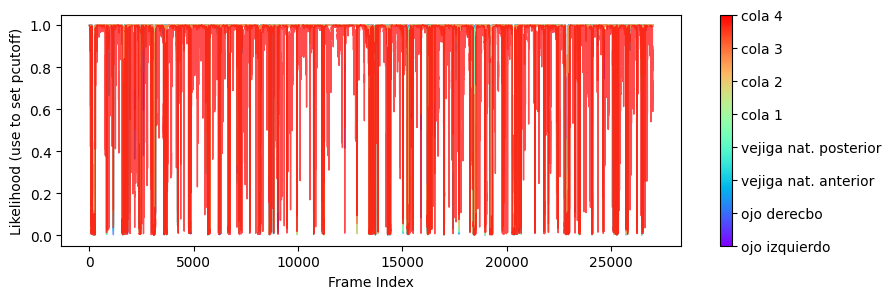 Likelihood (use to set pcutoff)
1.0
0.8
0.6
0.4
0.2
0.0
0
5000
10000
15000
20000
25000
Frame Index
cola 4
cola 3
cola 2
cola 1
vejiga nat. posterior
vejiga nat. anterior
ojo derecbo
ojo izquierdo